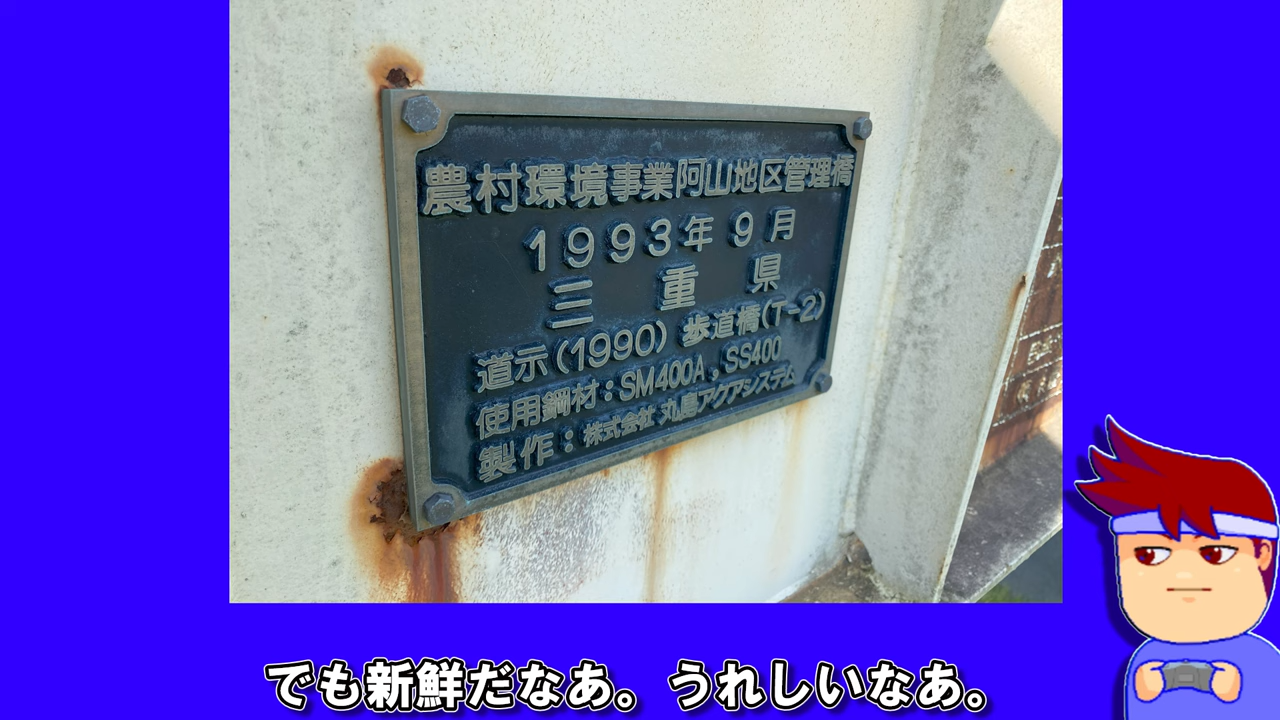 農村環境事業阿山地区管理橋
1993年9月
三重県
道示(1990) 歩道橋(T-2)
使用鋼材：SM400A，SS400
製作：株式会社 丸島アクアシステム
でも新鮮だなあ。うれしいなあ。